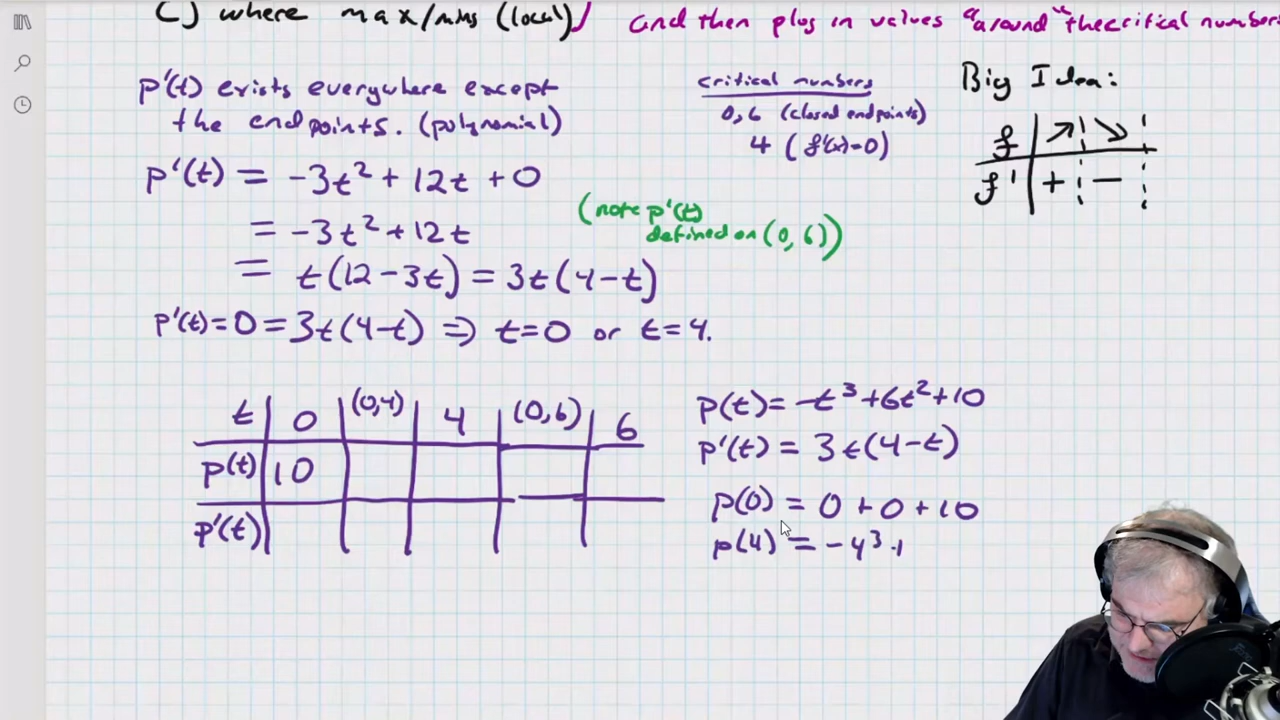 C) where max/mins (local)
and then plug in values "around" the critical numbers
p'(t) exists everywhere except
the endpoints. (polynomial)
p'(t) = -3t² + 12t + 0
= -3t² + 12t
= t(12-3t) = 3t(4-t)
p'(t)=0=3t(4-t) ⇒ t=0 or t=4.
(note p'(t)
defined on (0,6))
critical numbers
0,6 (closed endpoints)
4 (f'(x)=0)
Big Idea:
f ↗ ↘
f' + -
t 0 (0,4) 4 (0,6) 6
p(t) 10
p'(t)
p(t) = -t³+6t²+10
p'(t) = 3t(4-t)
p(0) = 0 + 0 + 10
p(4) = -4³